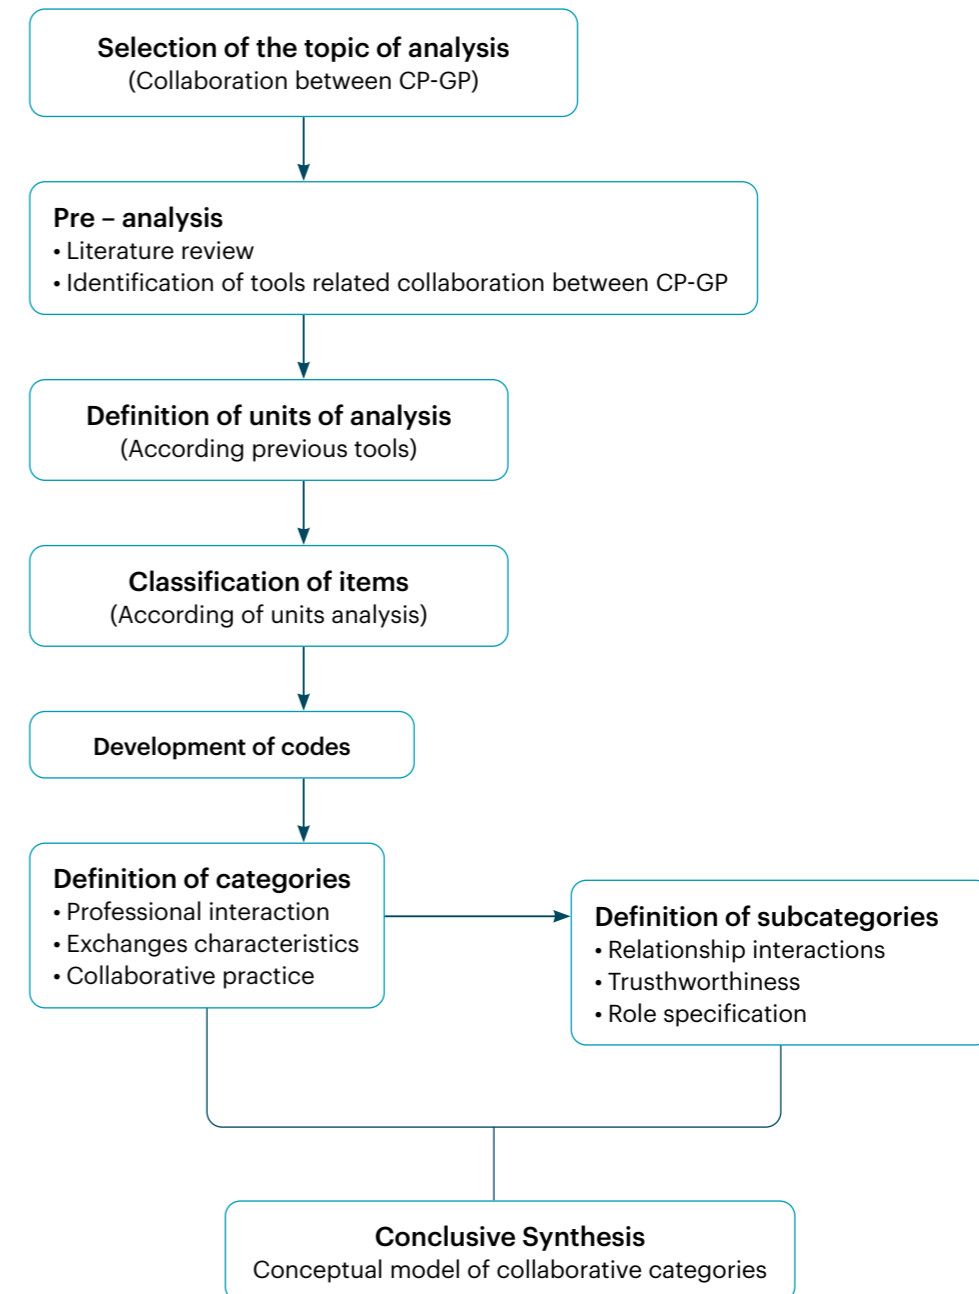 Selection of the topic of analysis
(Collaboration between CP-GP)
Pre – analysis
• Literature review
• Identification of tools related collaboration between CP-GP
Definition of units of analysis
(According previous tools)
Classification of items
(According of units analysis)
Development of codes
Definition of categories
• Professional interaction
• Exchanges characteristics
• Collaborative practice
Definition of subcategories
• Relationship interactions
• Trusthworthiness
• Role specification
Conclusive Synthesis
Conceptual model of collaborative categories